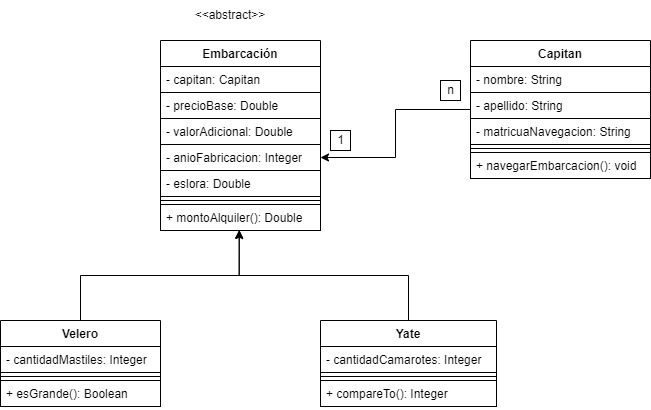 <<abstract>>
Embarcación
- capitan: Capitan
- precioBase: Double
- valorAdicional: Double
- anioFabricacion: Integer
- eslora: Double
+ montoAlquiler(): Double
1
n
Capitan
- nombre: String
- apellido: String
- matricuaNavegacion: String
+ navegarEmbarcacion(): void
Velero
- cantidadMastiles: Integer
+ esGrande(): Boolean
Yate
- cantidadCamarotes: Integer
+ compareTo(): Integer